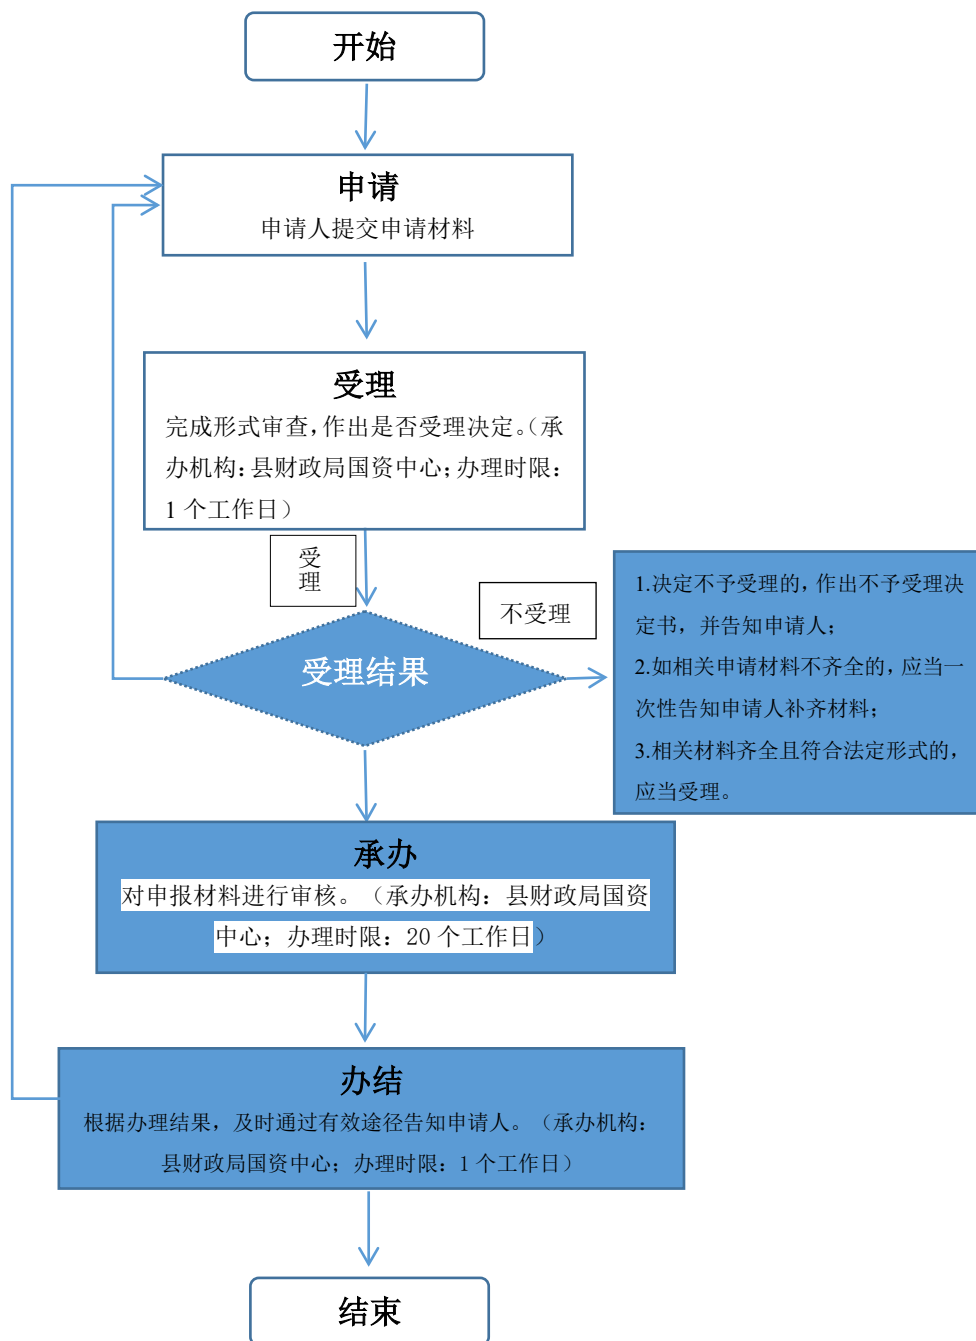 开始
申请
申请人提交申请材料
受理
完成形式审查，作出是否受理决定。（承
办机构：县财政局国资中心；办理时限：
1 个工作日）
受
理
不受理
受理结果
1.决定不予受理的，作出不予受理决
定书，并告知申请人；
2.如相关申请材料不齐全的，应当一
次性告知申请人补齐材料；
3.相关材料齐全且符合法定形式的，
应当受理。
承办
对申报材料进行审核。（承办机构：县财政局国资
中心；办理时限：20 个工作日）
办结
根据办理结果，及时通过有效途径告知申请人。（承办机构：
县财政局国资中心；办理时限：1 个工作日）
结束